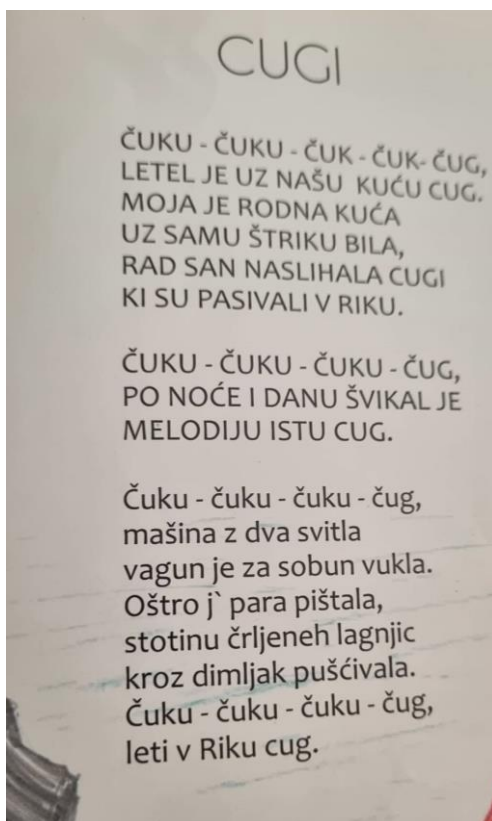 CUGI
ČUKU - ČUKU - ČUK - ČUK- ČUG,
LETEL JE UZ NAŠU KUĆU CUG.
MOJA JE RODNA KUĆA
UZ SAMU ŠTRIKU BILA,
RAD SAN NASLIHALA CUGI
KI SU PASIVALI V RIKU.
ČUKU - ČUKU - ČUKU - ČUG,
PO NOĆE I DANU ŠVIKAL JE
MELODIJU ISTU CUG.
Čuku - čuku - čuku - čug,
mašina z dva svitla
vagun je za sobun vukla.
Oštro j` para pištala,
stotinu črljeneh lagnjic
kroz dimljak pušćivala.
Čuku - čuku - čuku - čug,
leti v Riku cug.